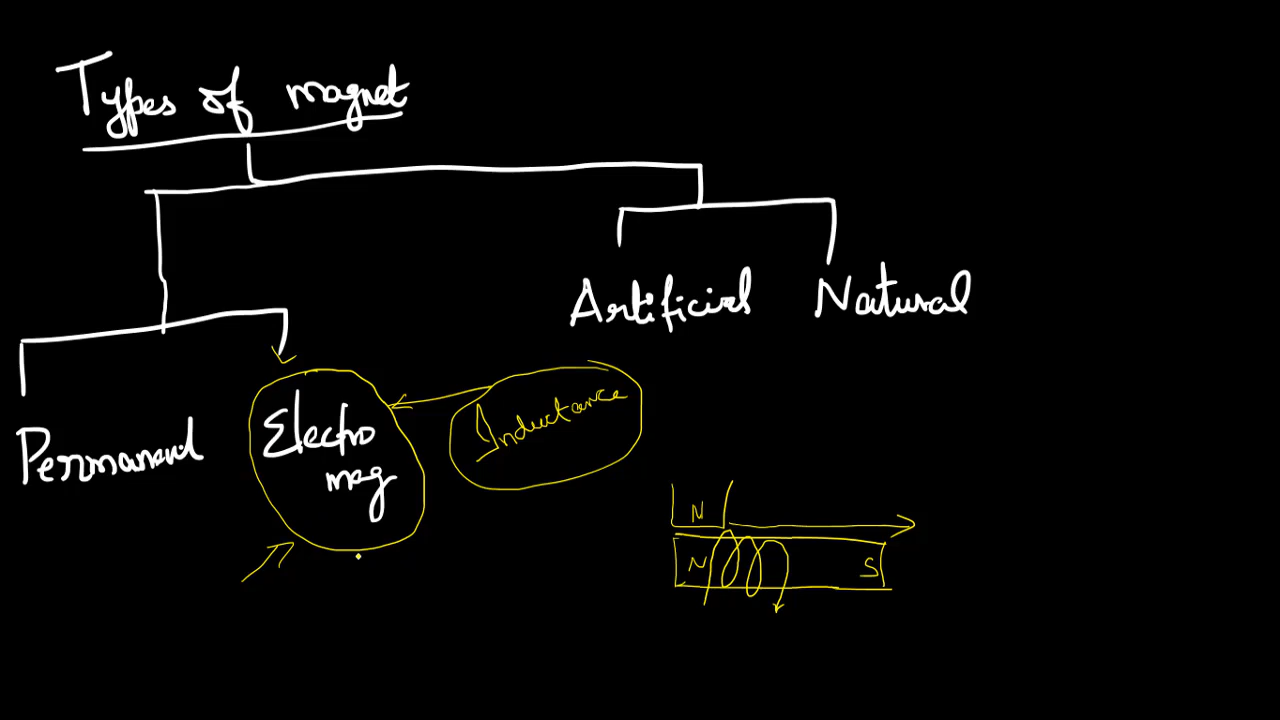 Types of magnet
Artificial Natural
Permanent
Electro
mag
Inductance
N
N S